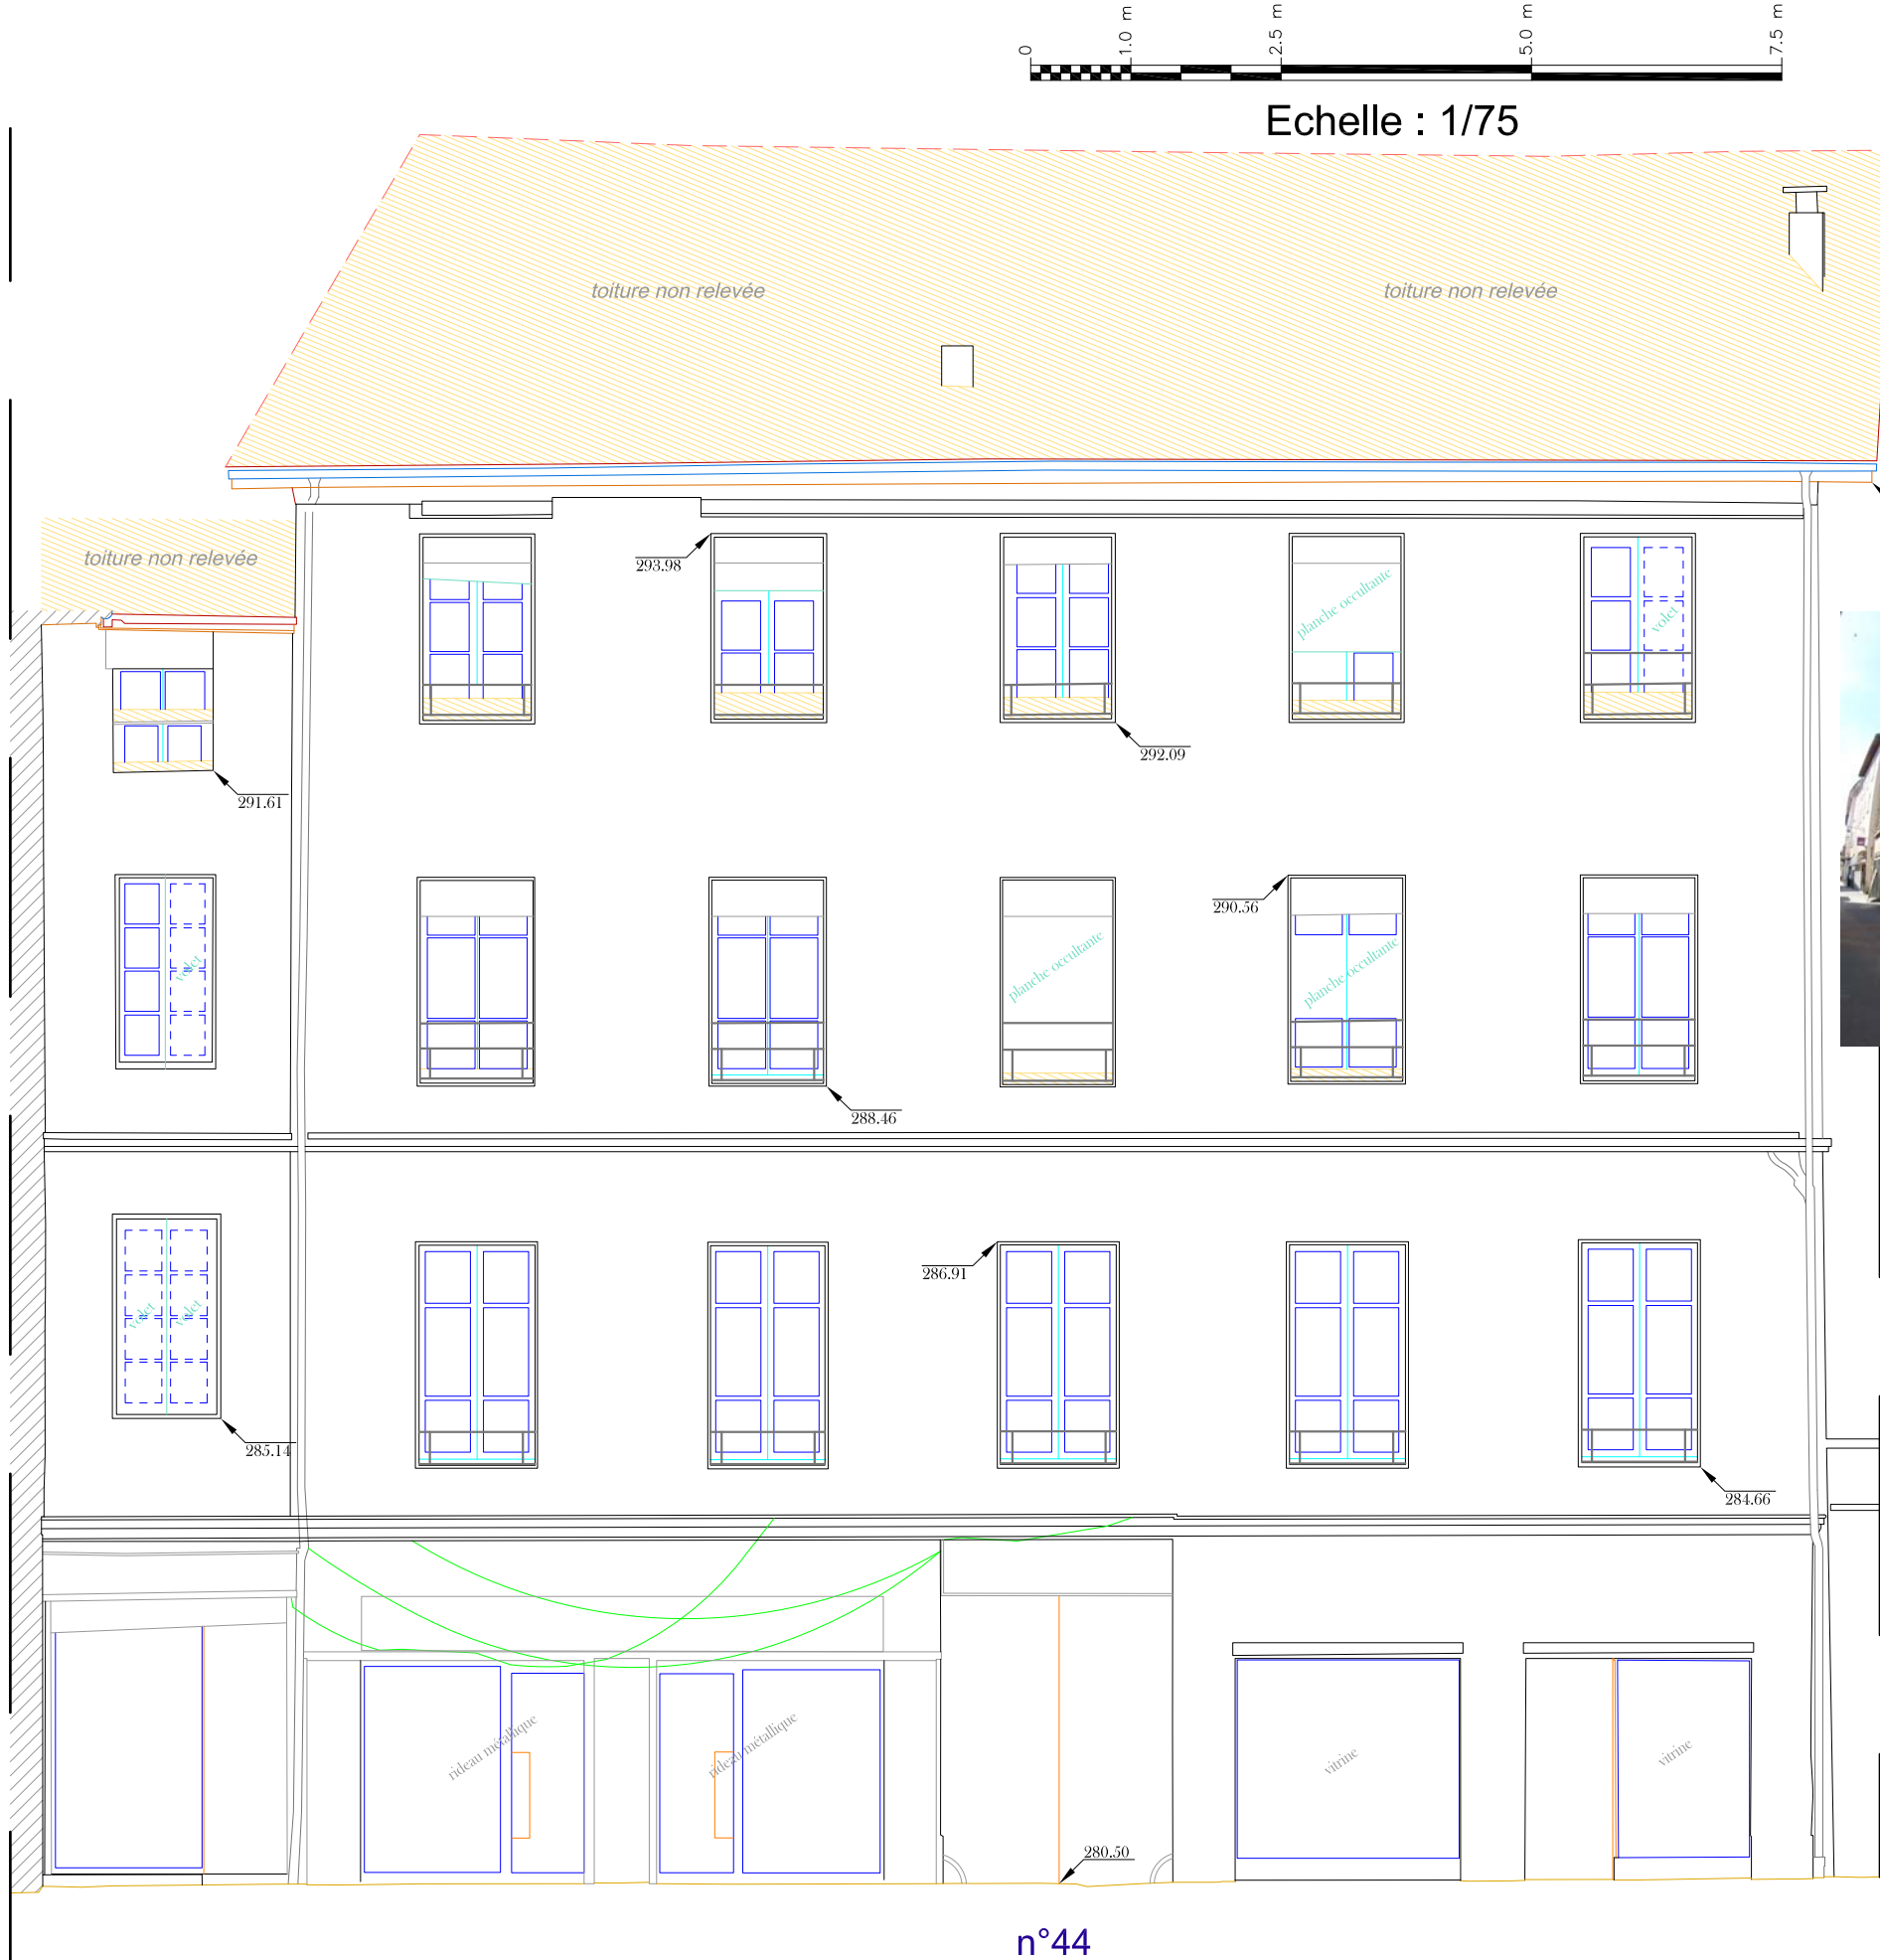 0
1.0 m
2.5 m
5.0 m
7.5 m
Echelle : 1/75
toiture non relevée
toiture non relevée
toiture non relevée
293.98
planche occultante
volet
292.09
291.61
290.56
volet
planche occultante
planche occultante
288.46
286.91
volet
volet
285.14
284.66
rideau métallique
rideau métallique
vitrine
vitrine
280.50
n°44